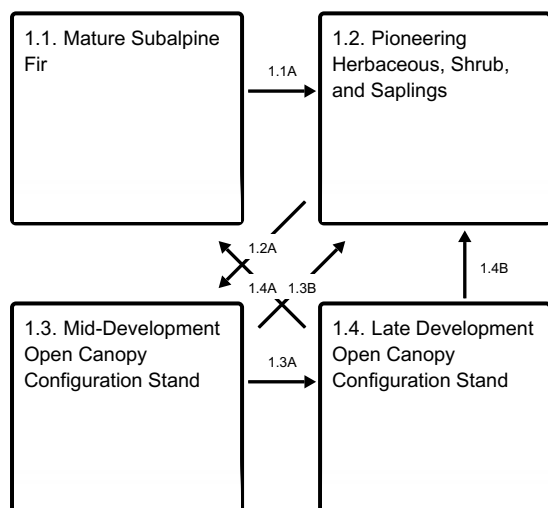 1.1. Mature Subalpine
Fir
1.1A
1.2. Pioneering
Herbaceous, Shrub,
and Saplings
1.2A
1.4A
1.3B
1.4B
1.3. Mid-Development
Open Canopy
Configuration Stand
1.3A
1.4. Late Development
Open Canopy
Configuration Stand